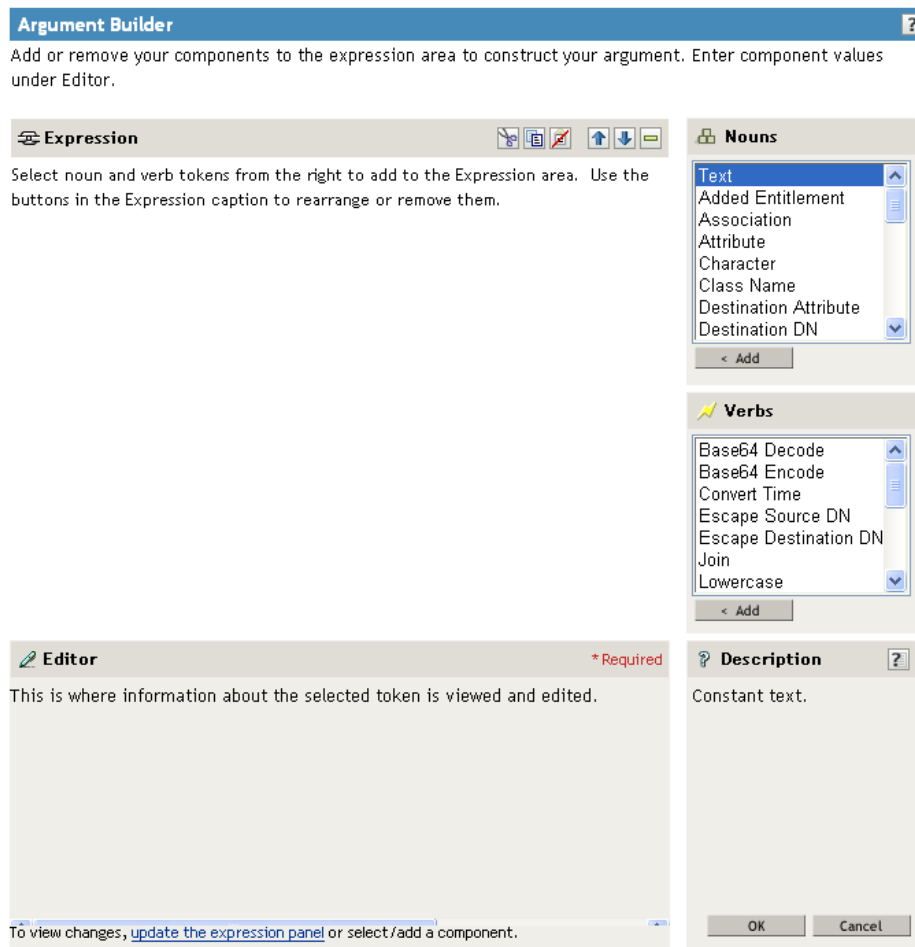 Argument Builder
?
Add or remove your components to the expression area to construct your argument. Enter component values
under Editor.
Expression
Select noun and verb tokens from the right to add to the Expression area. Use the
buttons in the Expression caption to rearrange or remove them.
Nouns
Text
Added Entitlement
Association
Attribute
Character
Class Name
Destination Attribute
Destination DN
< Add
Verbs
Base64 Decode
Base64 Encode
Convert Time
Escape Source DN
Escape Destination DN
Join
Lowercase
< Add
Editor
*Required
This is where information about the selected token is viewed and edited.
To view changes, update the expression panel or select/add a component.
? Description ?
Constant text.
OK Cancel